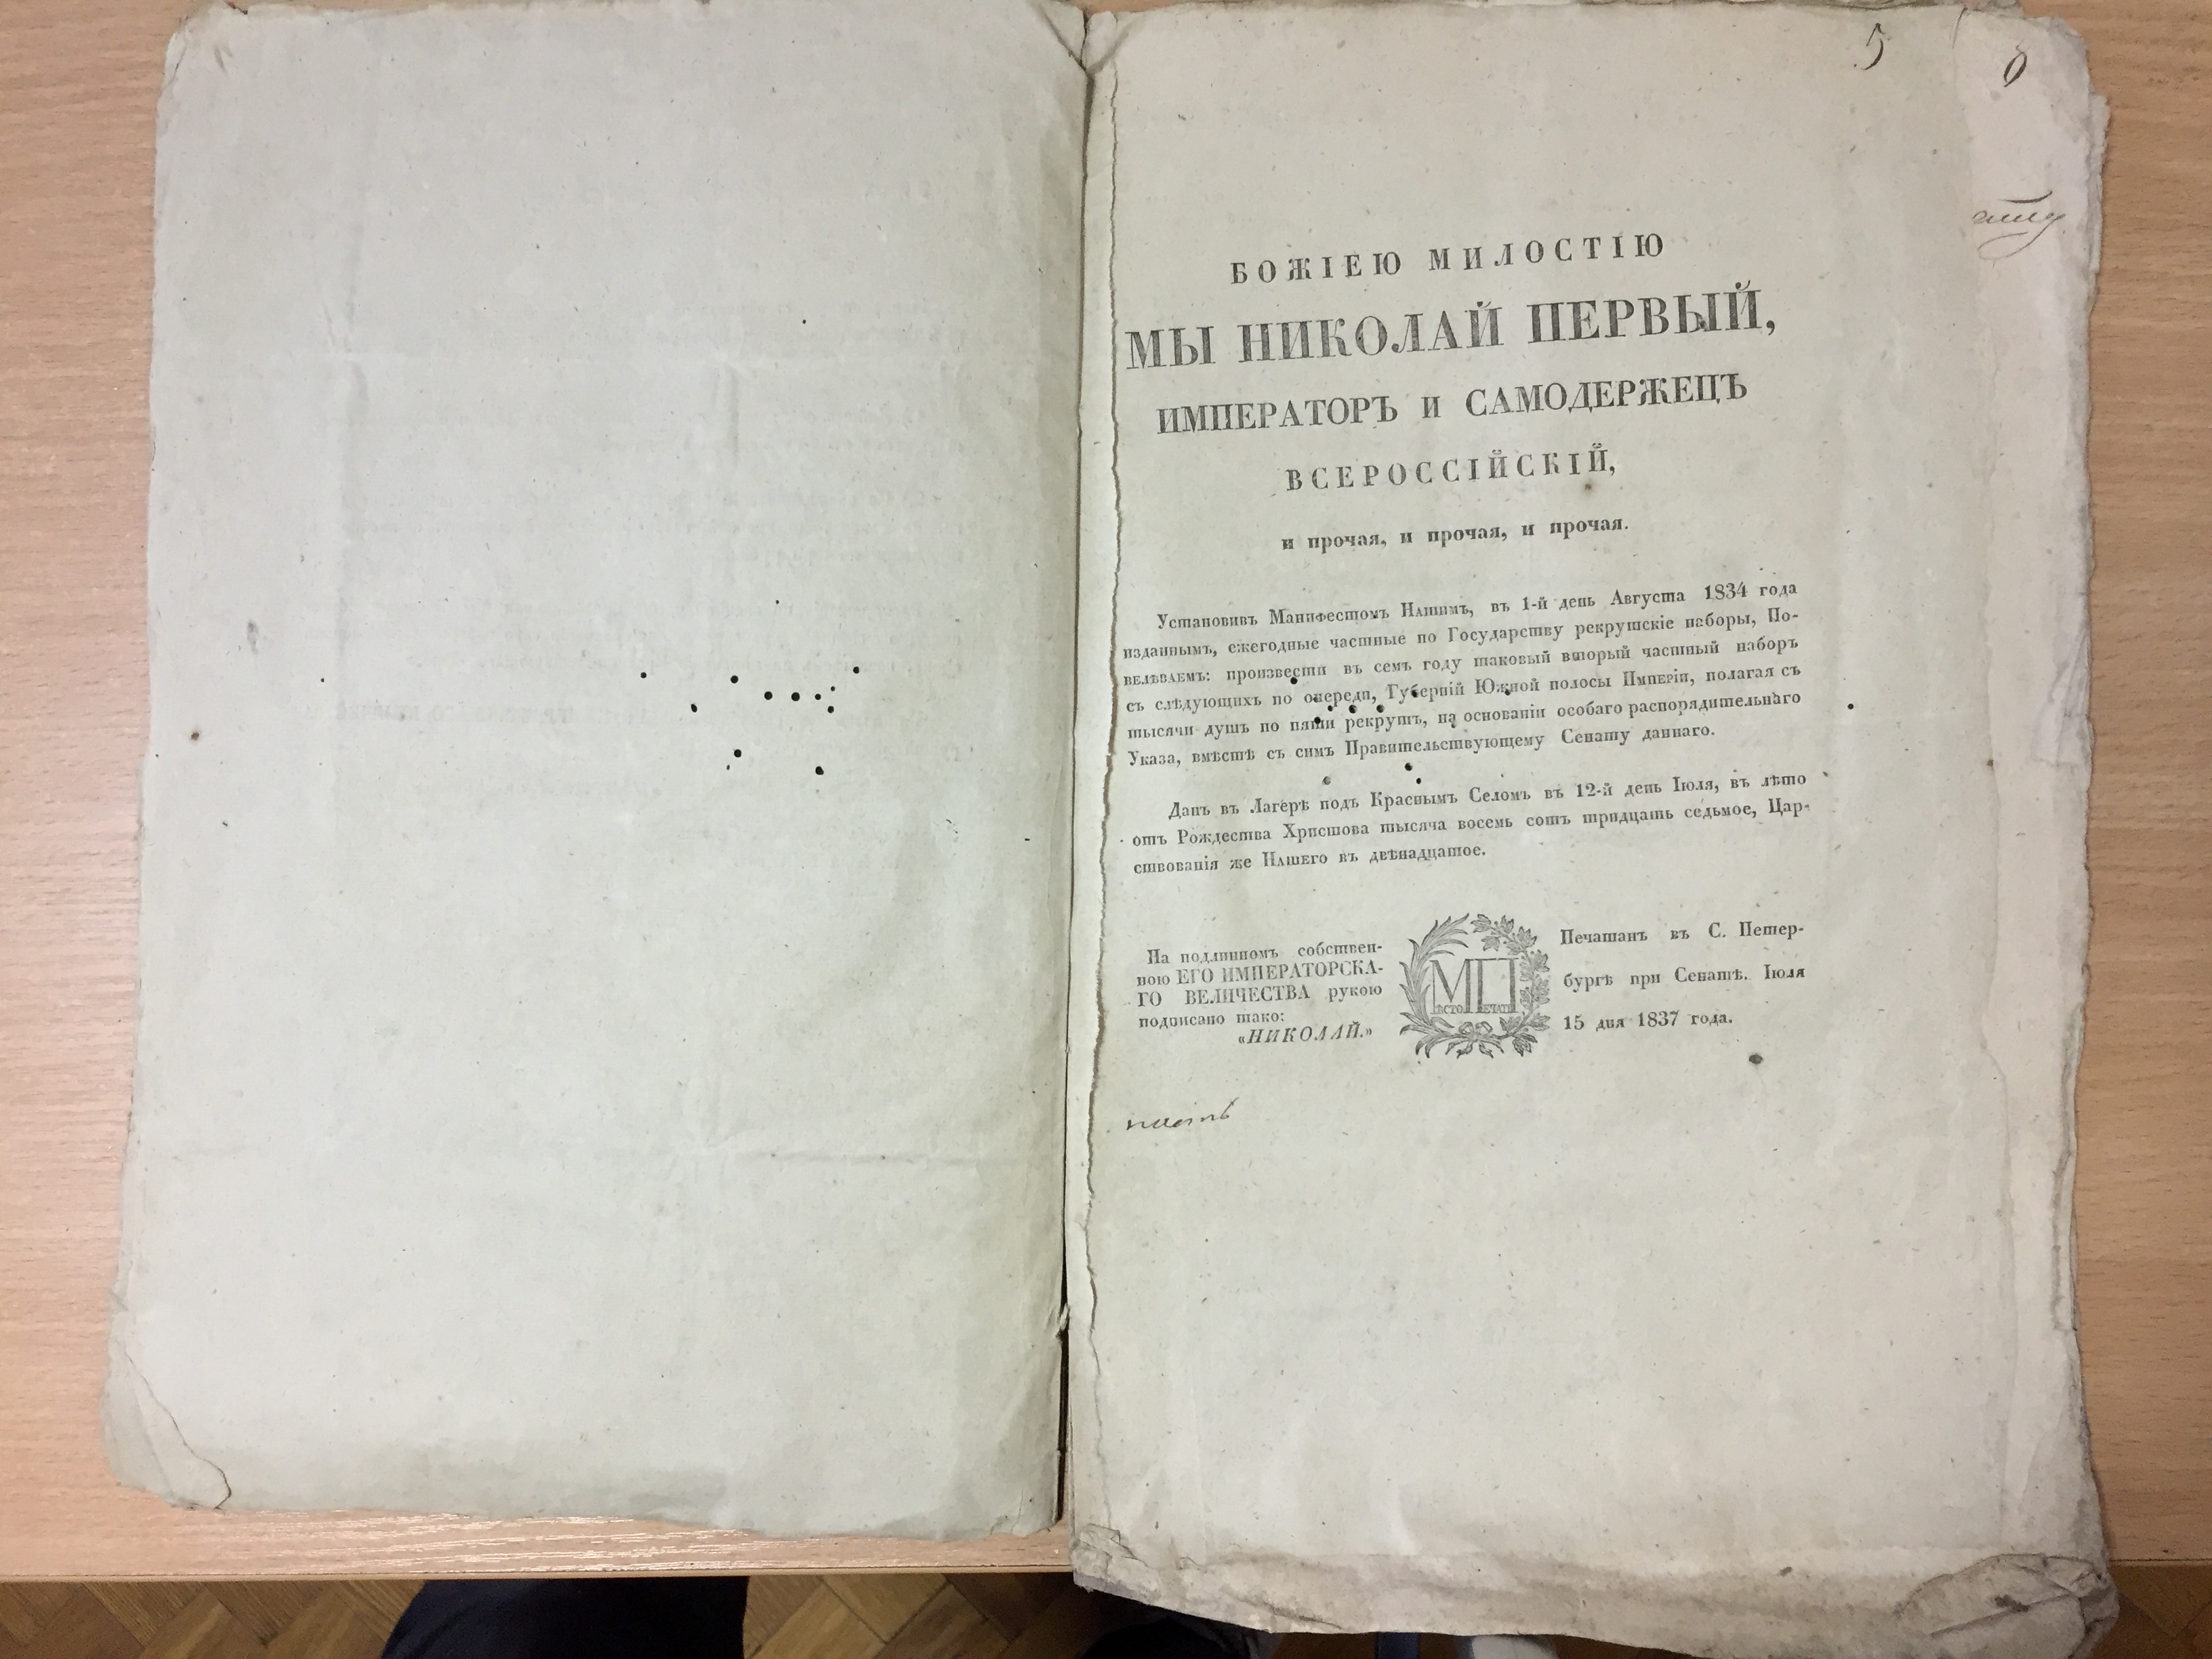 5
БОЖІЕЮ МИЛОСТІЮ
МЫ НИКОЛАЙ ПЕРВЫЙ,
ИМПЕРАТОРЪ И САМОДЕРЖЕЦЪ
ВСЕРОССІЙСКІЙ,
и прочая, и прочая, и прочая.
Установивъ Манифестомъ Нашимъ, въ 1-й день Августа 1834 года
изданнымъ, ежегодные частные по Государству рекрутскіе наборы, По-
велѣваемъ: произвести въ семъ году таковый вторый частный наборъ
съ слѣдующихъ по очереди, Губерній Южной полосы Имперіи, полагая съ
тысячи душъ по пяти рекрутъ, на основаніи особаго распорядительнаго
Указа, вмѣстѣ съ симъ Правительствующему Сенату даннаго.
Данъ въ Лагерѣ подъ Краснымъ Селомъ въ 12-й день Іюля, въ лѣто
отъ Рождества Христова тысяча восемь сотъ тридцать седьмое, Цар-
ствованія же Нашего въ двѣнадцатое.
На подлинномъ собствен-
ною ЕГО ИМПЕРАТОРСКА-
ГО ВЕЛИЧЕСТВА рукою
подписано тако:
«НИКОЛАЙ.»
МП
ѢСТО ЕЧАТИ
Печатанъ въ С. Петер-
бургѣ при Сенатѣ. Іюля
15 дня 1837 года.